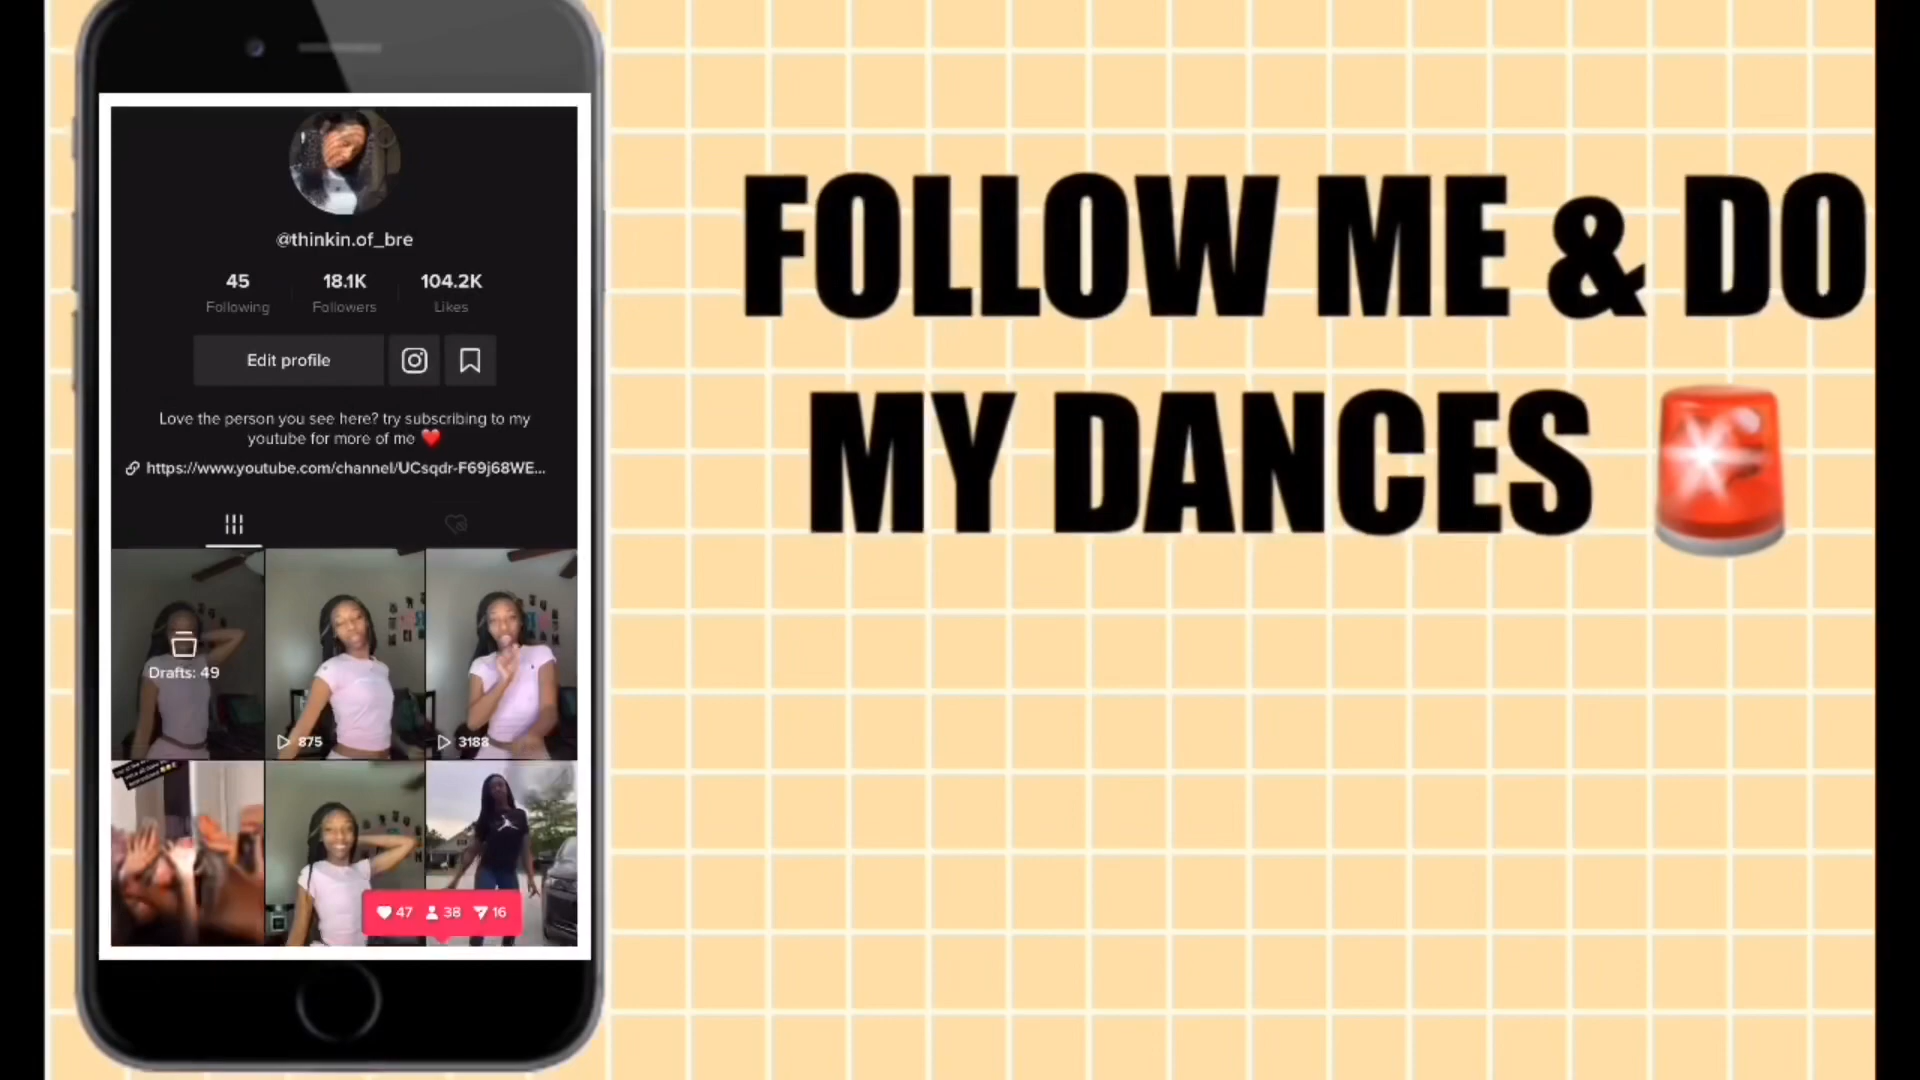 @thinkin.of_bre
45 18.1K 104.2K
Following Followers Likes
Edit profile
Love the person you see here? try subscribing to my
youtube for more of me ❤️
https://www.youtube.com/channel/UCsqdr-F69j68WE...
Drafts: 49
875
3188
47 38 16
FOLLOW ME & DO
MY DANCES 🚨